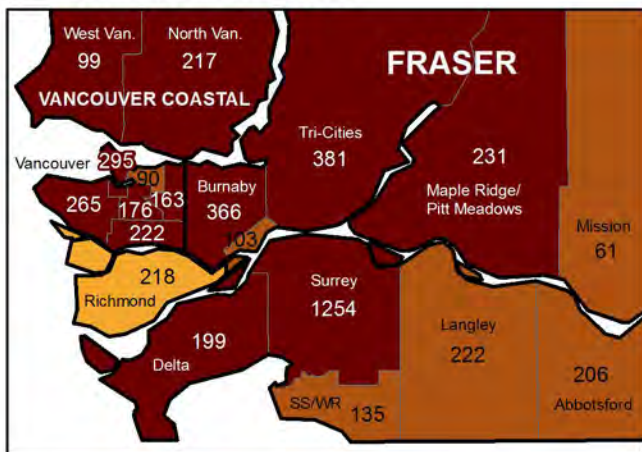 West Van.
99
North Van.
217
VANCOUVER COASTAL
FRASER
Tri-Cities
381
231
Maple Ridge/
Pitt Meadows
Vancouver
295
90
163
265
176
222
Burnaby
366
103
Mission
61
218
Richmond
Surrey
1254
Langley
222
199
Delta
206
Abbotsford
SS/WR
135